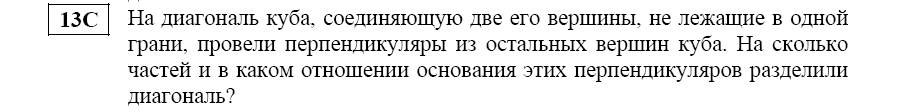 13С На диагональ куба, соединяющую две его вершины, не лежащие в одной
грани, провели перпендикуляры из остальных вершин куба. На сколько
частей и в каком отношении основания этих перпендикуляров разделили
диагональ?